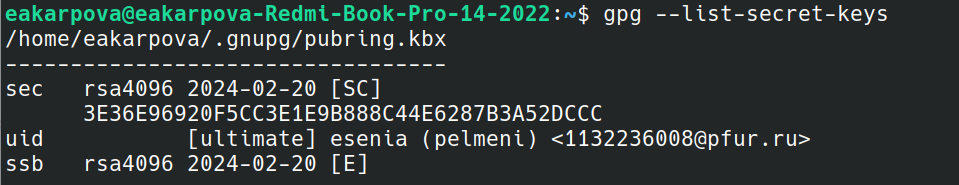 eakarpova@eakarpova-Redmi-Book-Pro-14-2022:~$ gpg --list-secret-keys
/home/eakarpova/.gnupg/pubring.kbx
----------------------------------
sec   rsa4096 2024-02-20 [SC]
      3E36E96920F5CC3E1E9B888C44E6287B3A52DCCC
uid           [ultimate] esenia (pelmeni) <1132236008@pfur.ru>
ssb   rsa4096 2024-02-20 [E]